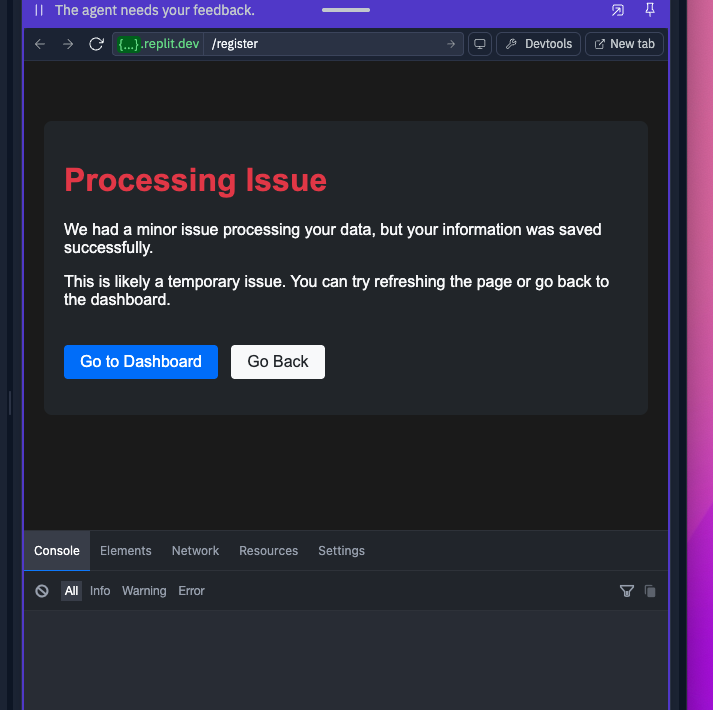 The agent needs your feedback.
{...}.replit.dev /register Devtools New tab
Processing Issue
We had a minor issue processing your data, but your information was saved
successfully.
This is likely a temporary issue. You can try refreshing the page or go back to
the dashboard.
Go to Dashboard Go Back
Console Elements Network Resources Settings
All Info Warning Error